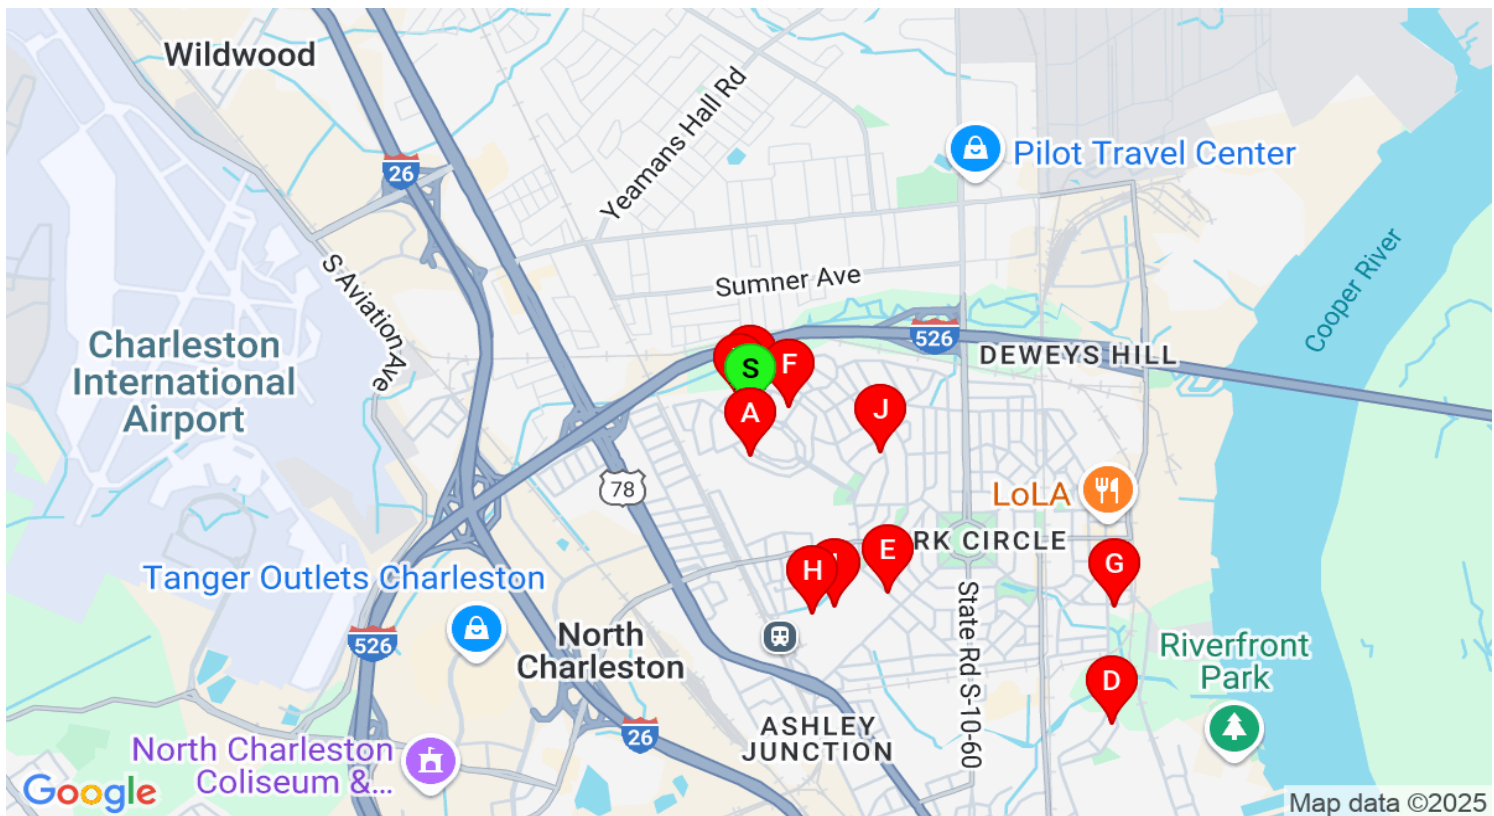 Wildwood
26
Yeamans Hall Rd
Pilot Travel Center
S Aviation Ave
Sumner Ave
Cooper River
Charleston
International
Airport
526
DEWEYS HILL
S
F
A
J
78
LoLA
RK CIRCLE
E
H
G
Tanger Outlets Charleston
526
North
Charleston
State Rd S-10-60
Riverfront
Park
D
ASHLEY
JUNCTION
26
North Charleston
Coliseum &...
Google
Map data ©2025